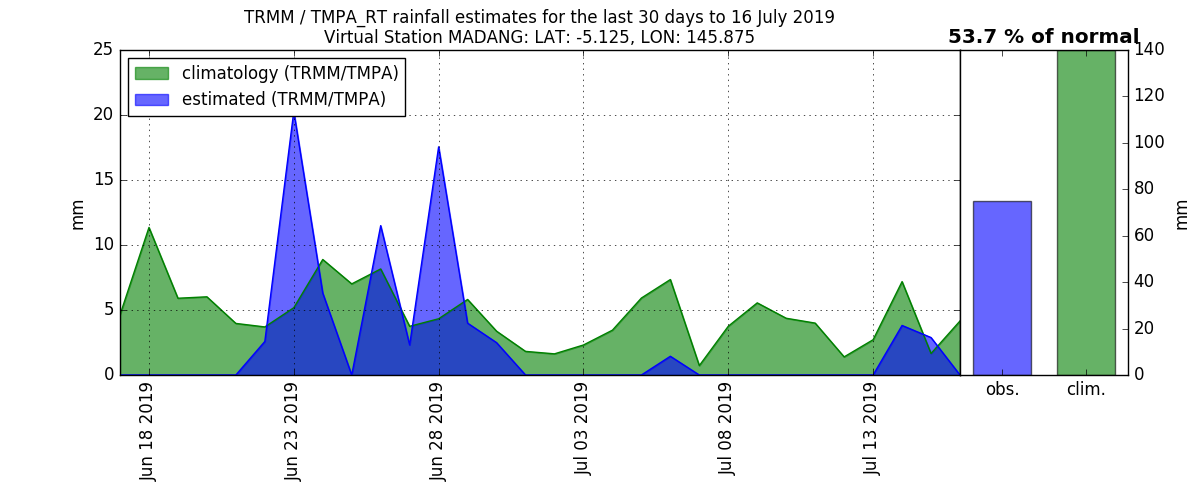 TRMM / TMPA_RT rainfall estimates for the last 30 days to 16 July 2019
Virtual Station MADANG: LAT: -5.125, LON: 145.875
53.7 % of normal
climatology (TRMM/TMPA)
estimated (TRMM/TMPA)
25
20
15
10
5
0
mm
Jun 18 2019
Jun 23 2019
Jun 28 2019
Jul 03 2019
Jul 08 2019
Jul 13 2019
140
120
100
80
60
40
20
0
mm
obs.
clim.